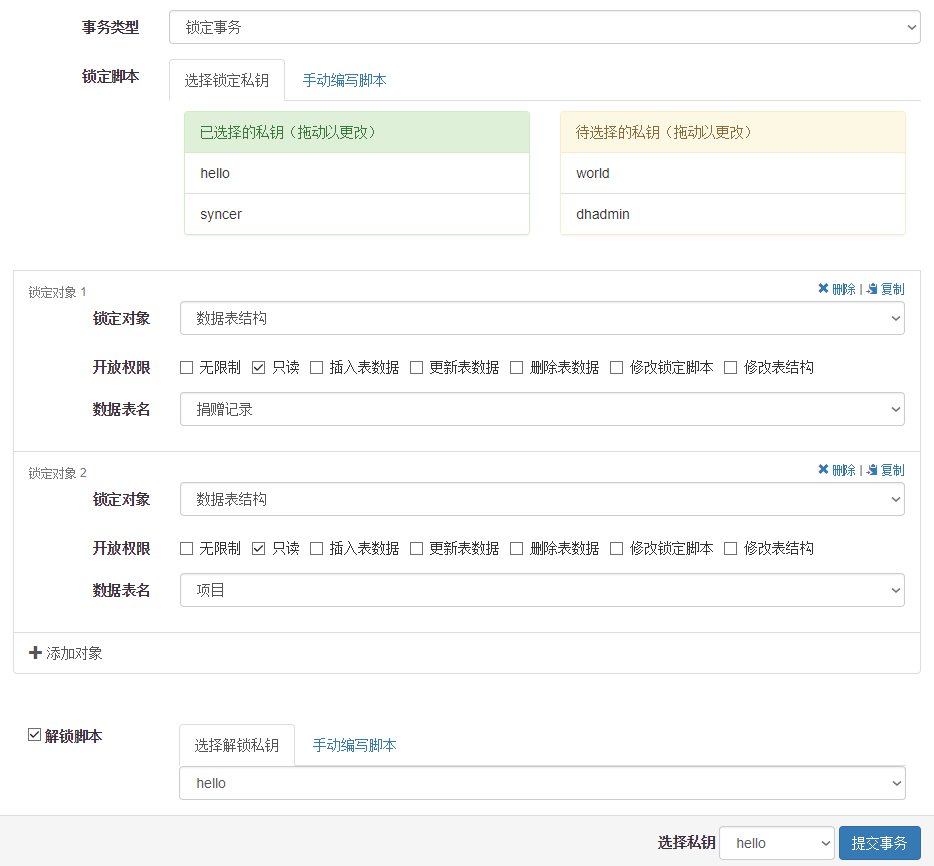 事务类型 锁定事务
锁定脚本 选择锁定私钥 手动编写脚本
已选择的私钥（拖动以更改） 待选择的私钥（拖动以更改）
hello world
syncer dhadmin
锁定对象 1 删除 | 复制
锁定对象 数据表结构
开放权限 无限制 只读 插入表数据 更新表数据 删除表数据 修改锁定脚本 修改表结构
数据表名 捐赠记录
锁定对象 2 删除 | 复制
锁定对象 数据表结构
开放权限 无限制 只读 插入表数据 更新表数据 删除表数据 修改锁定脚本 修改表结构
数据表名 项目
添加对象
解锁脚本 选择解锁私钥 手动编写脚本
hello
选择私钥 hello 提交事务